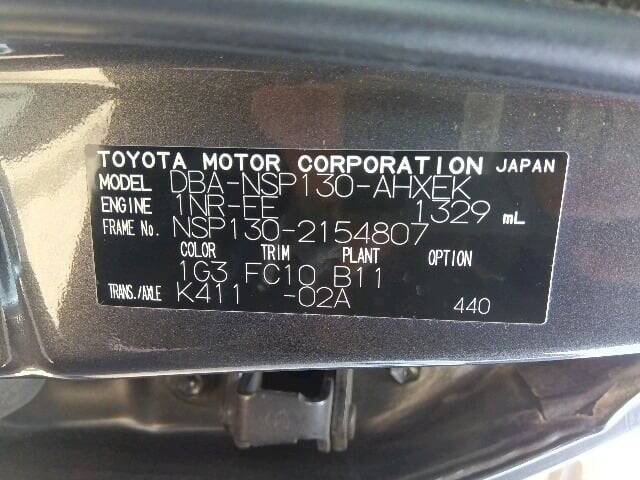 TOYOTA MOTOR CORPORATION JAPAN
MODEL DBA-NSP130-AHXEK
ENGINE 1NR-FE 1329 mL
FRAME No. NSP130-2154807
COLOR TRIM PLANT OPTION
1G3 FC10 B11
TRANS./AXLE K411 -02A 440